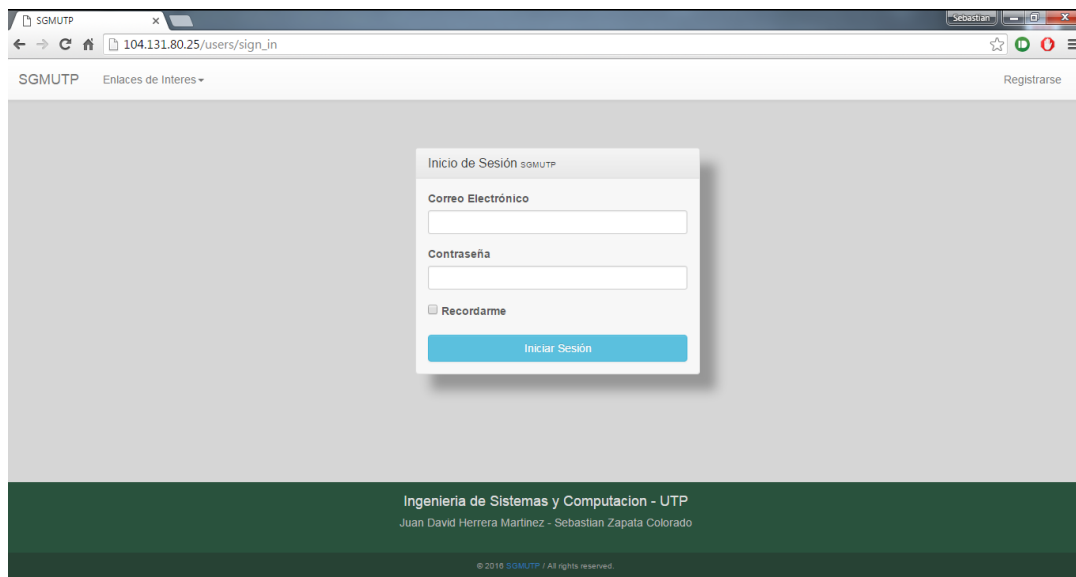 SGMUTP
Sebastian
104.131.80.25/users/sign_in
SGMUTP Enlaces de Interes Registrarse
Inicio de Sesión SGMUTP
Correo Electrónico
Contraseña
Recordarme
Iniciar Sesión
Ingenieria de Sistemas y Computacion - UTP
Juan David Herrera Martinez - Sebastian Zapata Colorado
© 2016 SGMUTP / All rights reserved.